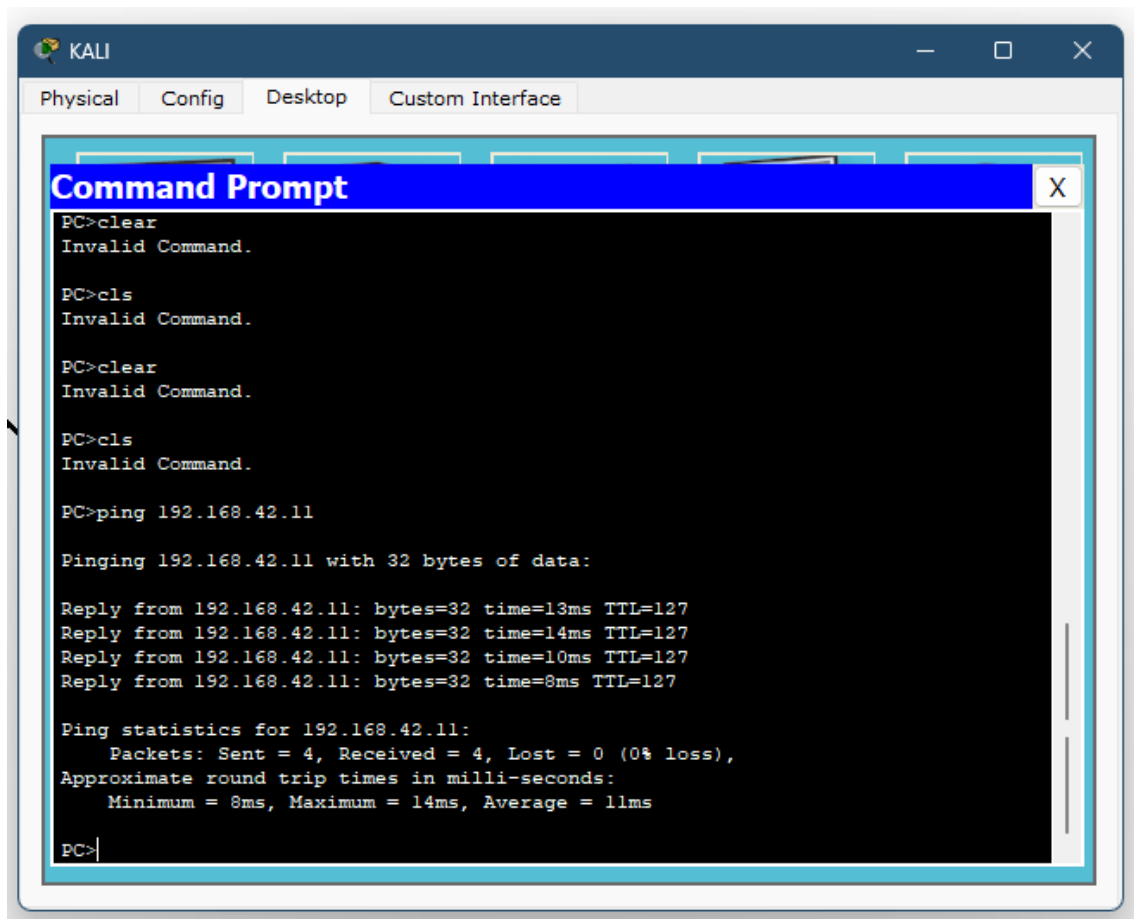 KALI
Physical Config Desktop Custom Interface
Command Prompt X
PC>clear
Invalid Command.
PC>cls
Invalid Command.
PC>clear
Invalid Command.
PC>cls
Invalid Command.
PC>ping 192.168.42.11
Pinging 192.168.42.11 with 32 bytes of data:
Reply from 192.168.42.11: bytes=32 time=13ms TTL=127
Reply from 192.168.42.11: bytes=32 time=14ms TTL=127
Reply from 192.168.42.11: bytes=32 time=10ms TTL=127
Reply from 192.168.42.11: bytes=32 time=8ms TTL=127
Ping statistics for 192.168.42.11:
Packets: Sent = 4, Received = 4, Lost = 0 (0% loss),
Approximate round trip times in milli-seconds:
Minimum = 8ms, Maximum = 14ms, Average = 11ms
PC>